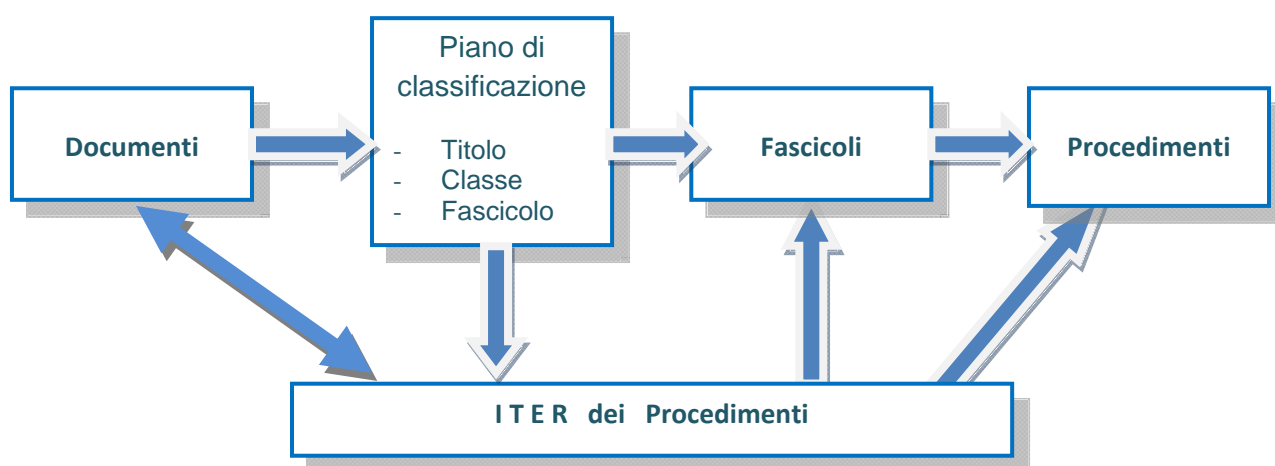 Documenti
Piano di
classificazione
- Titolo
- Classe
- Fascicolo
Fascicoli
Procedimenti
I T E R dei Procedimenti